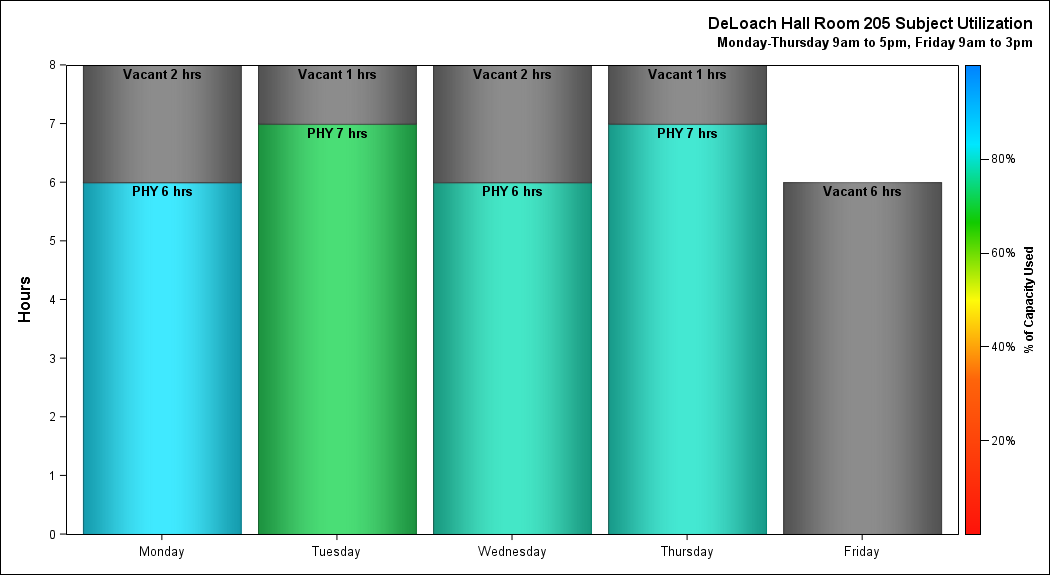 DeLoach Hall Room 205 Subject Utilization
Monday-Thursday 9am to 5pm, Friday 9am to 3pm
Hours
8
7
6
5
4
3
2
1
0
Vacant 2 hrs
PHY 6 hrs
Vacant 1 hrs
PHY 7 hrs
Vacant 2 hrs
PHY 6 hrs
Vacant 1 hrs
PHY 7 hrs
Vacant 6 hrs
Monday
Tuesday
Wednesday
Thursday
Friday
80%
60%
40%
20%
% of Capacity Used